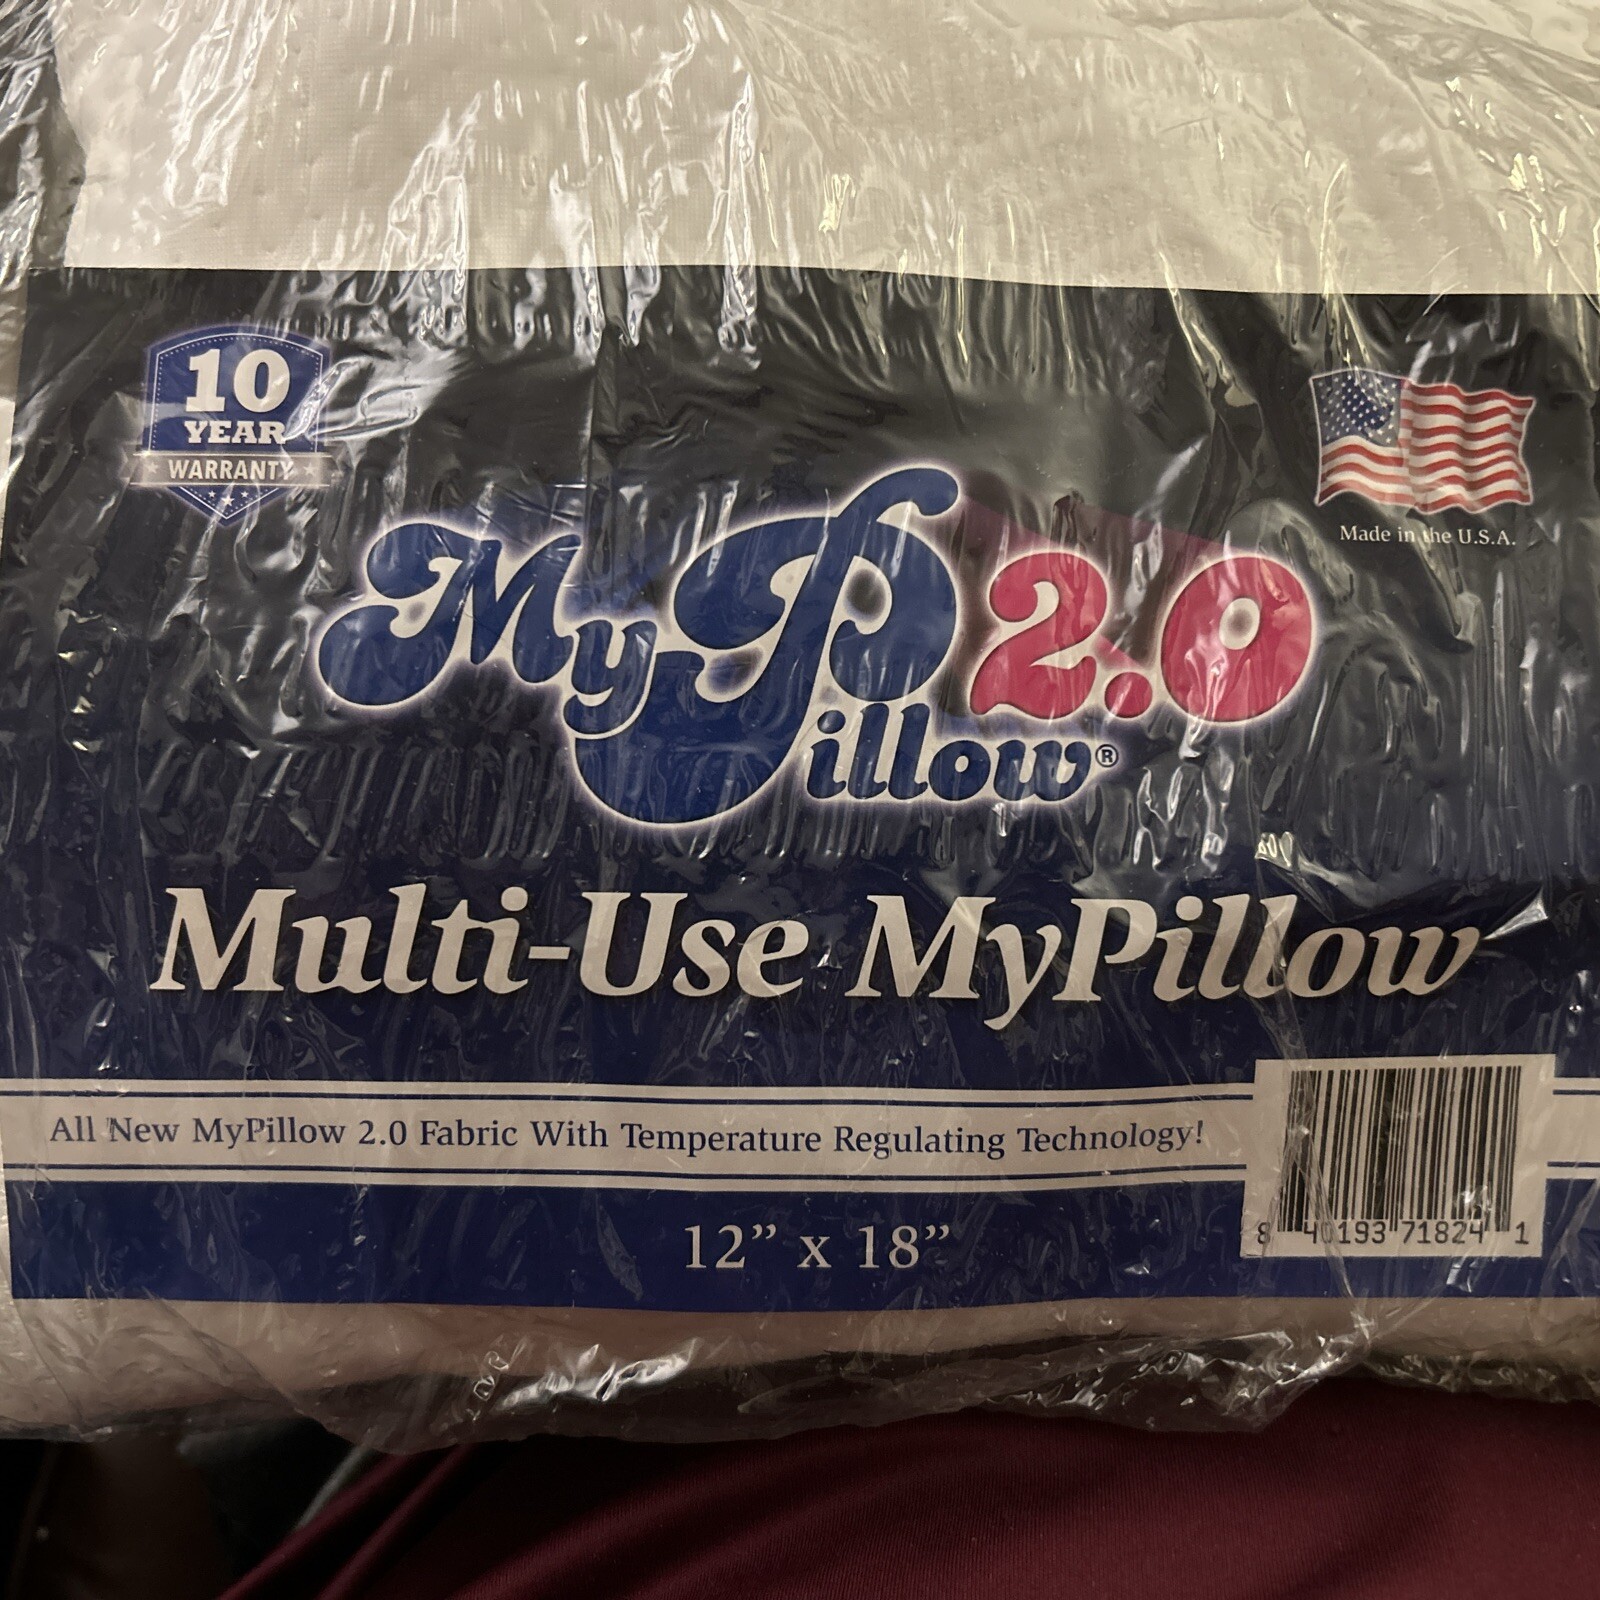 10
YEAR
WARRANTY
Made in the U.S.A.
MyPillow® 2.0
Multi-Use MyPillow
All New MyPillow 2.0 Fabric With Temperature Regulating Technology!
12” x 18”
8 40193 71824 1